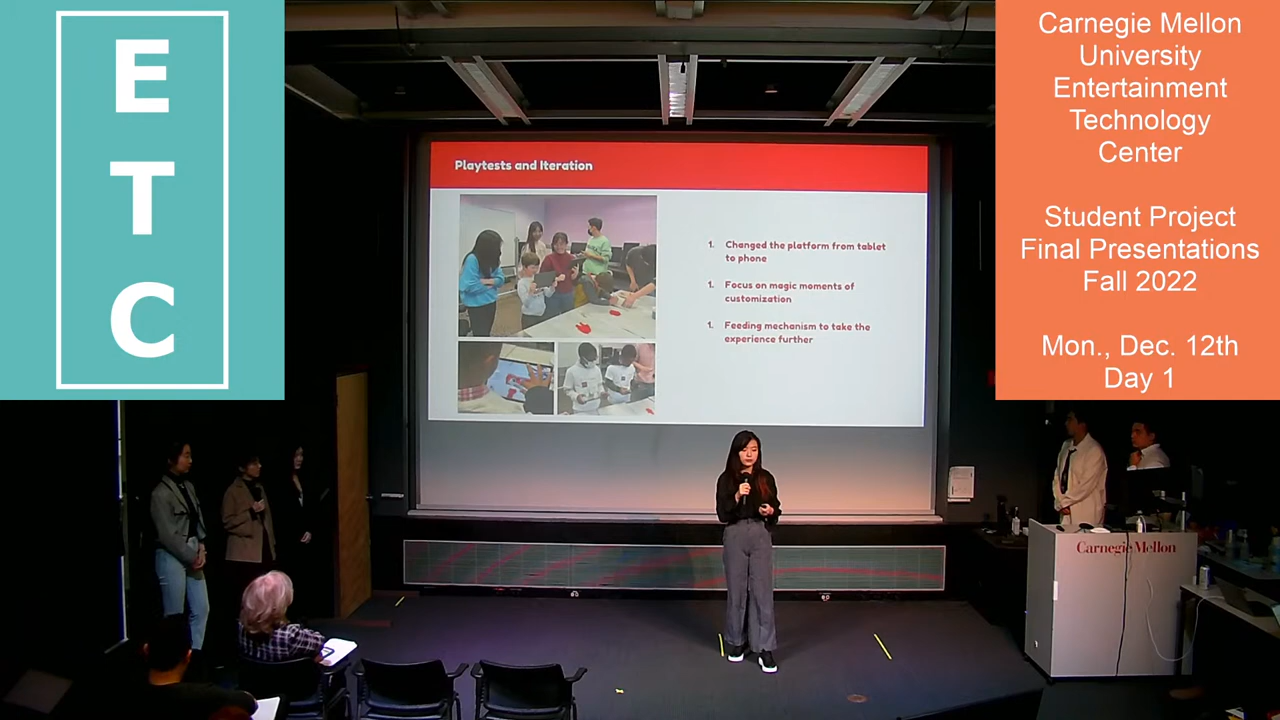 E
T
C
Carnegie Mellon
University
Entertainment
Technology
Center
Student Project
Final Presentations
Fall 2022
Mon., Dec. 12th
Day 1
Playtests and Iteration
1. Changed the platform from tablet
to phone
1. Focus on magic moments of
customization
1. Feeding mechanism to take the
experience further
Carnegie Mellon